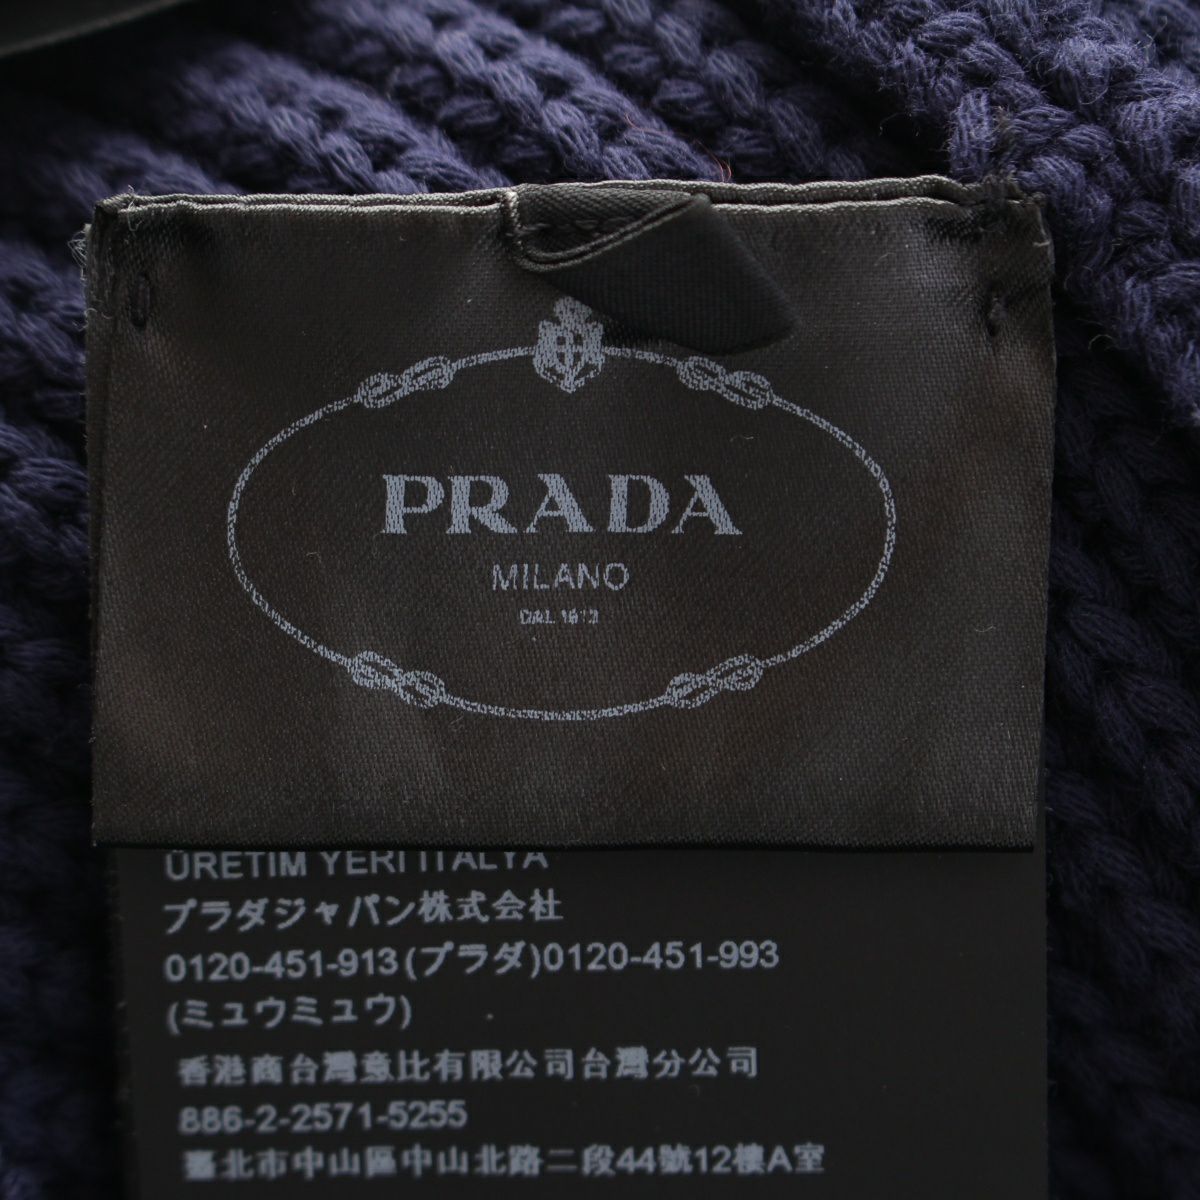 PRADA
MILANO
DAL 1913
ÜRETIM YERI ITALYA
プラダジャパン株式会社
0120-451-913(プラダ)0120-451-993
(ミュウミュウ)
香港商台灣意比有限公司台灣分公司
886-2-2571-5255
臺北市中山區中山北路二段44號12樓A室